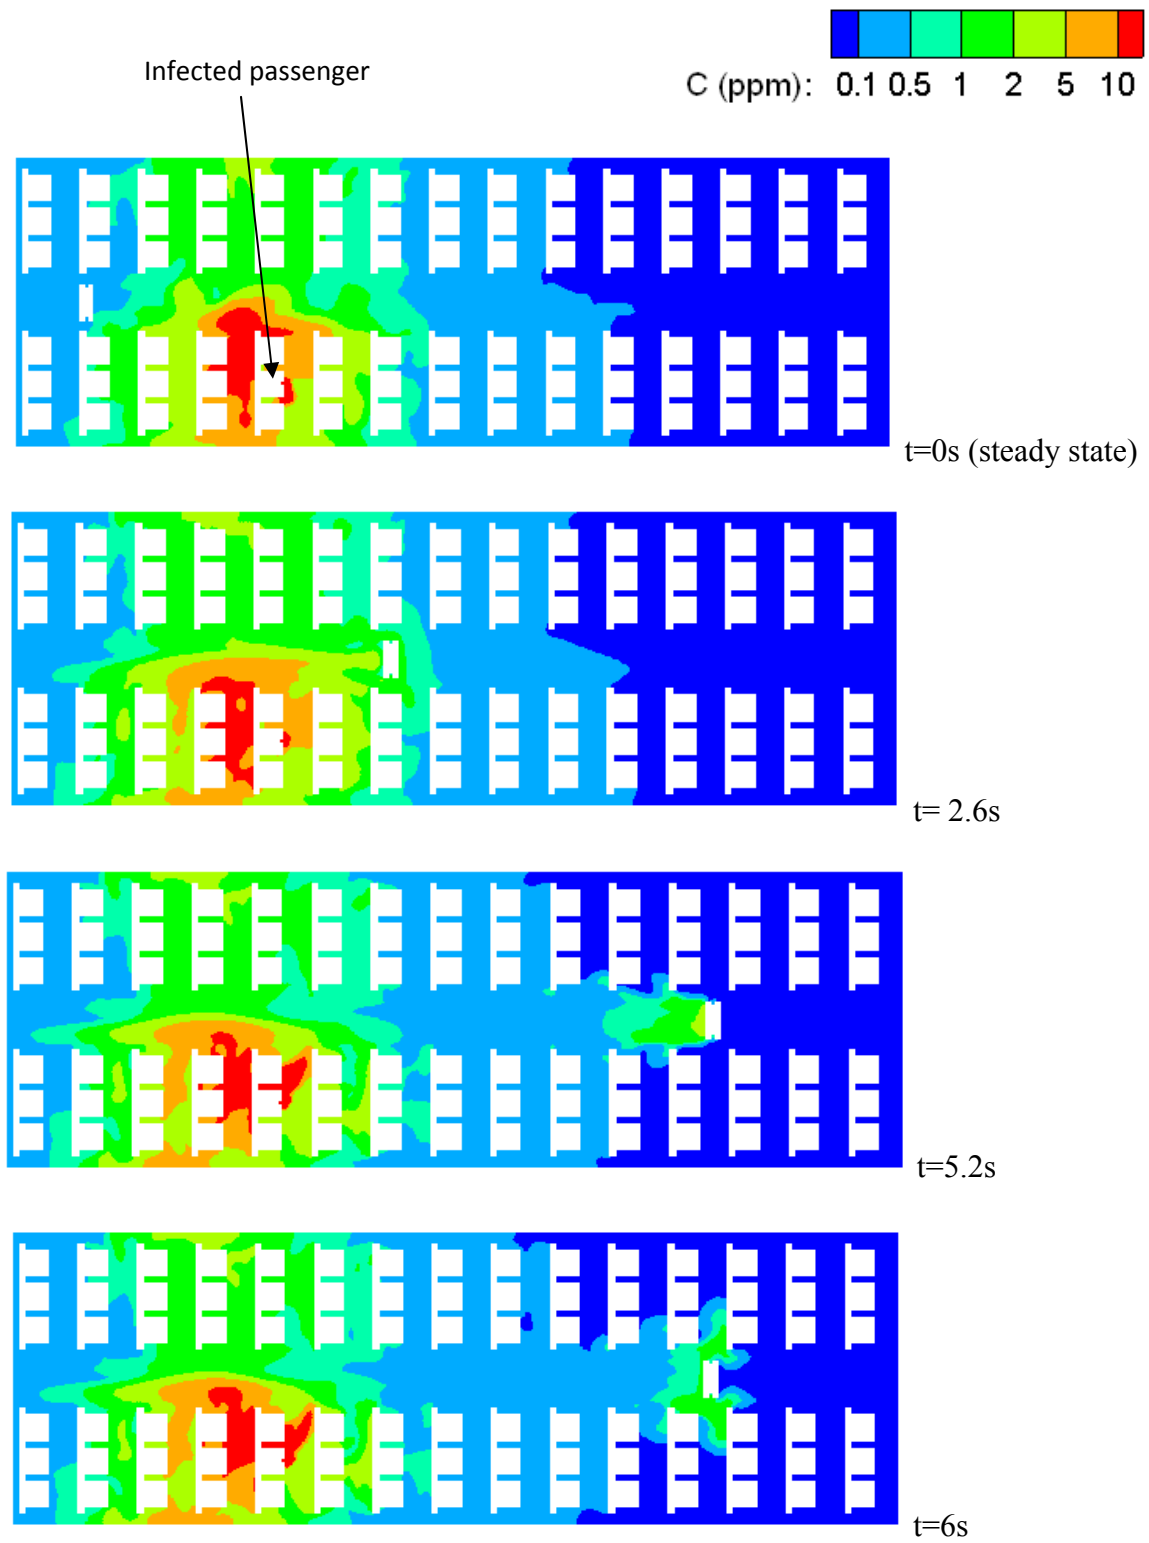 Infected passenger
C (ppm): 0.1 0.5 1 2 5 10
t=0s (steady state)
t= 2.6s
t=5.2s
t=6s